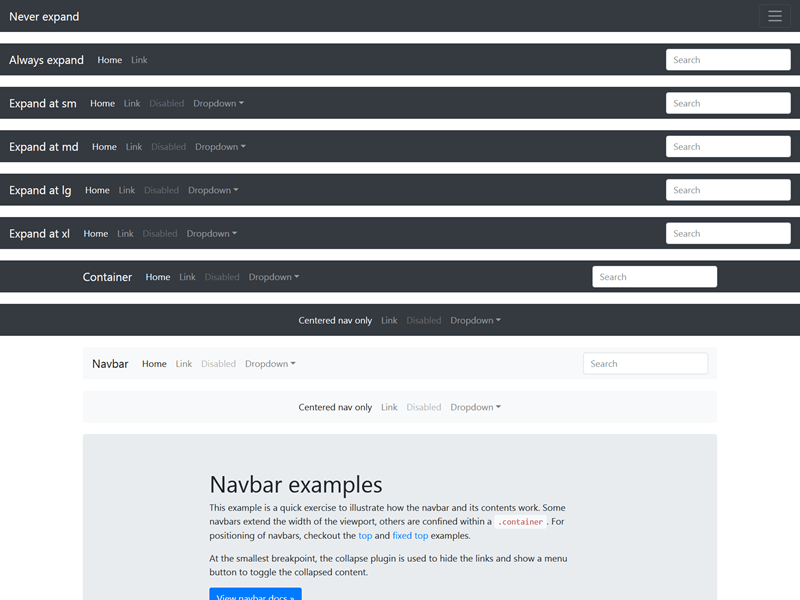 Never expand
Always expand Home Link Search
Expand at sm Home Link Disabled Dropdown Search
Expand at md Home Link Disabled Dropdown Search
Expand at lg Home Link Disabled Dropdown Search
Expand at xl Home Link Disabled Dropdown Search
Container Home Link Disabled Dropdown Search
Centered nav only Link Disabled Dropdown
Navbar Home Link Disabled Dropdown Search
Centered nav only Link Disabled Dropdown
Navbar examples
This example is a quick exercise to illustrate how the navbar and its contents work. Some
navbars extend the width of the viewport, others are confined within a .container. For
positioning of navbars, checkout the top and fixed top examples.
At the smallest breakpoint, the collapse plugin is used to hide the links and show a menu
button to toggle the collapsed content.
View navbar docs »